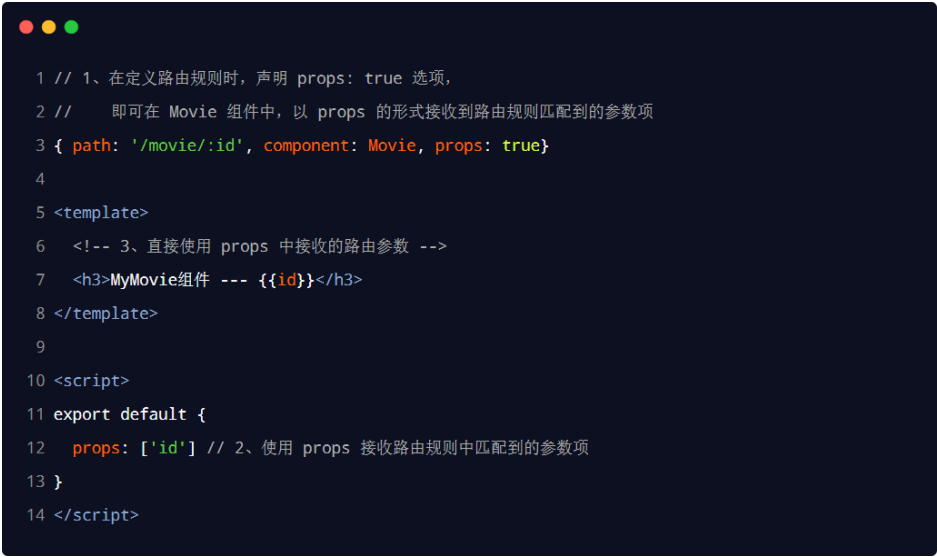 1 // 1、在定义路由规则时，声明 props: true 选项，
2 //    即可在 Movie 组件中，以 props 的形式接收到路由规则匹配到的参数项
3 { path: '/movie/:id', component: Movie, props: true}
4
5 <template>
6   <!-- 3、直接使用 props 中接收的路由参数 -->
7   <h3>MyMovie组件 --- {{id}}</h3>
8 </template>
9
10 <script>
11 export default {
12   props: ['id'] // 2、使用 props 接收路由规则中匹配到的参数项
13 }
14 </script>